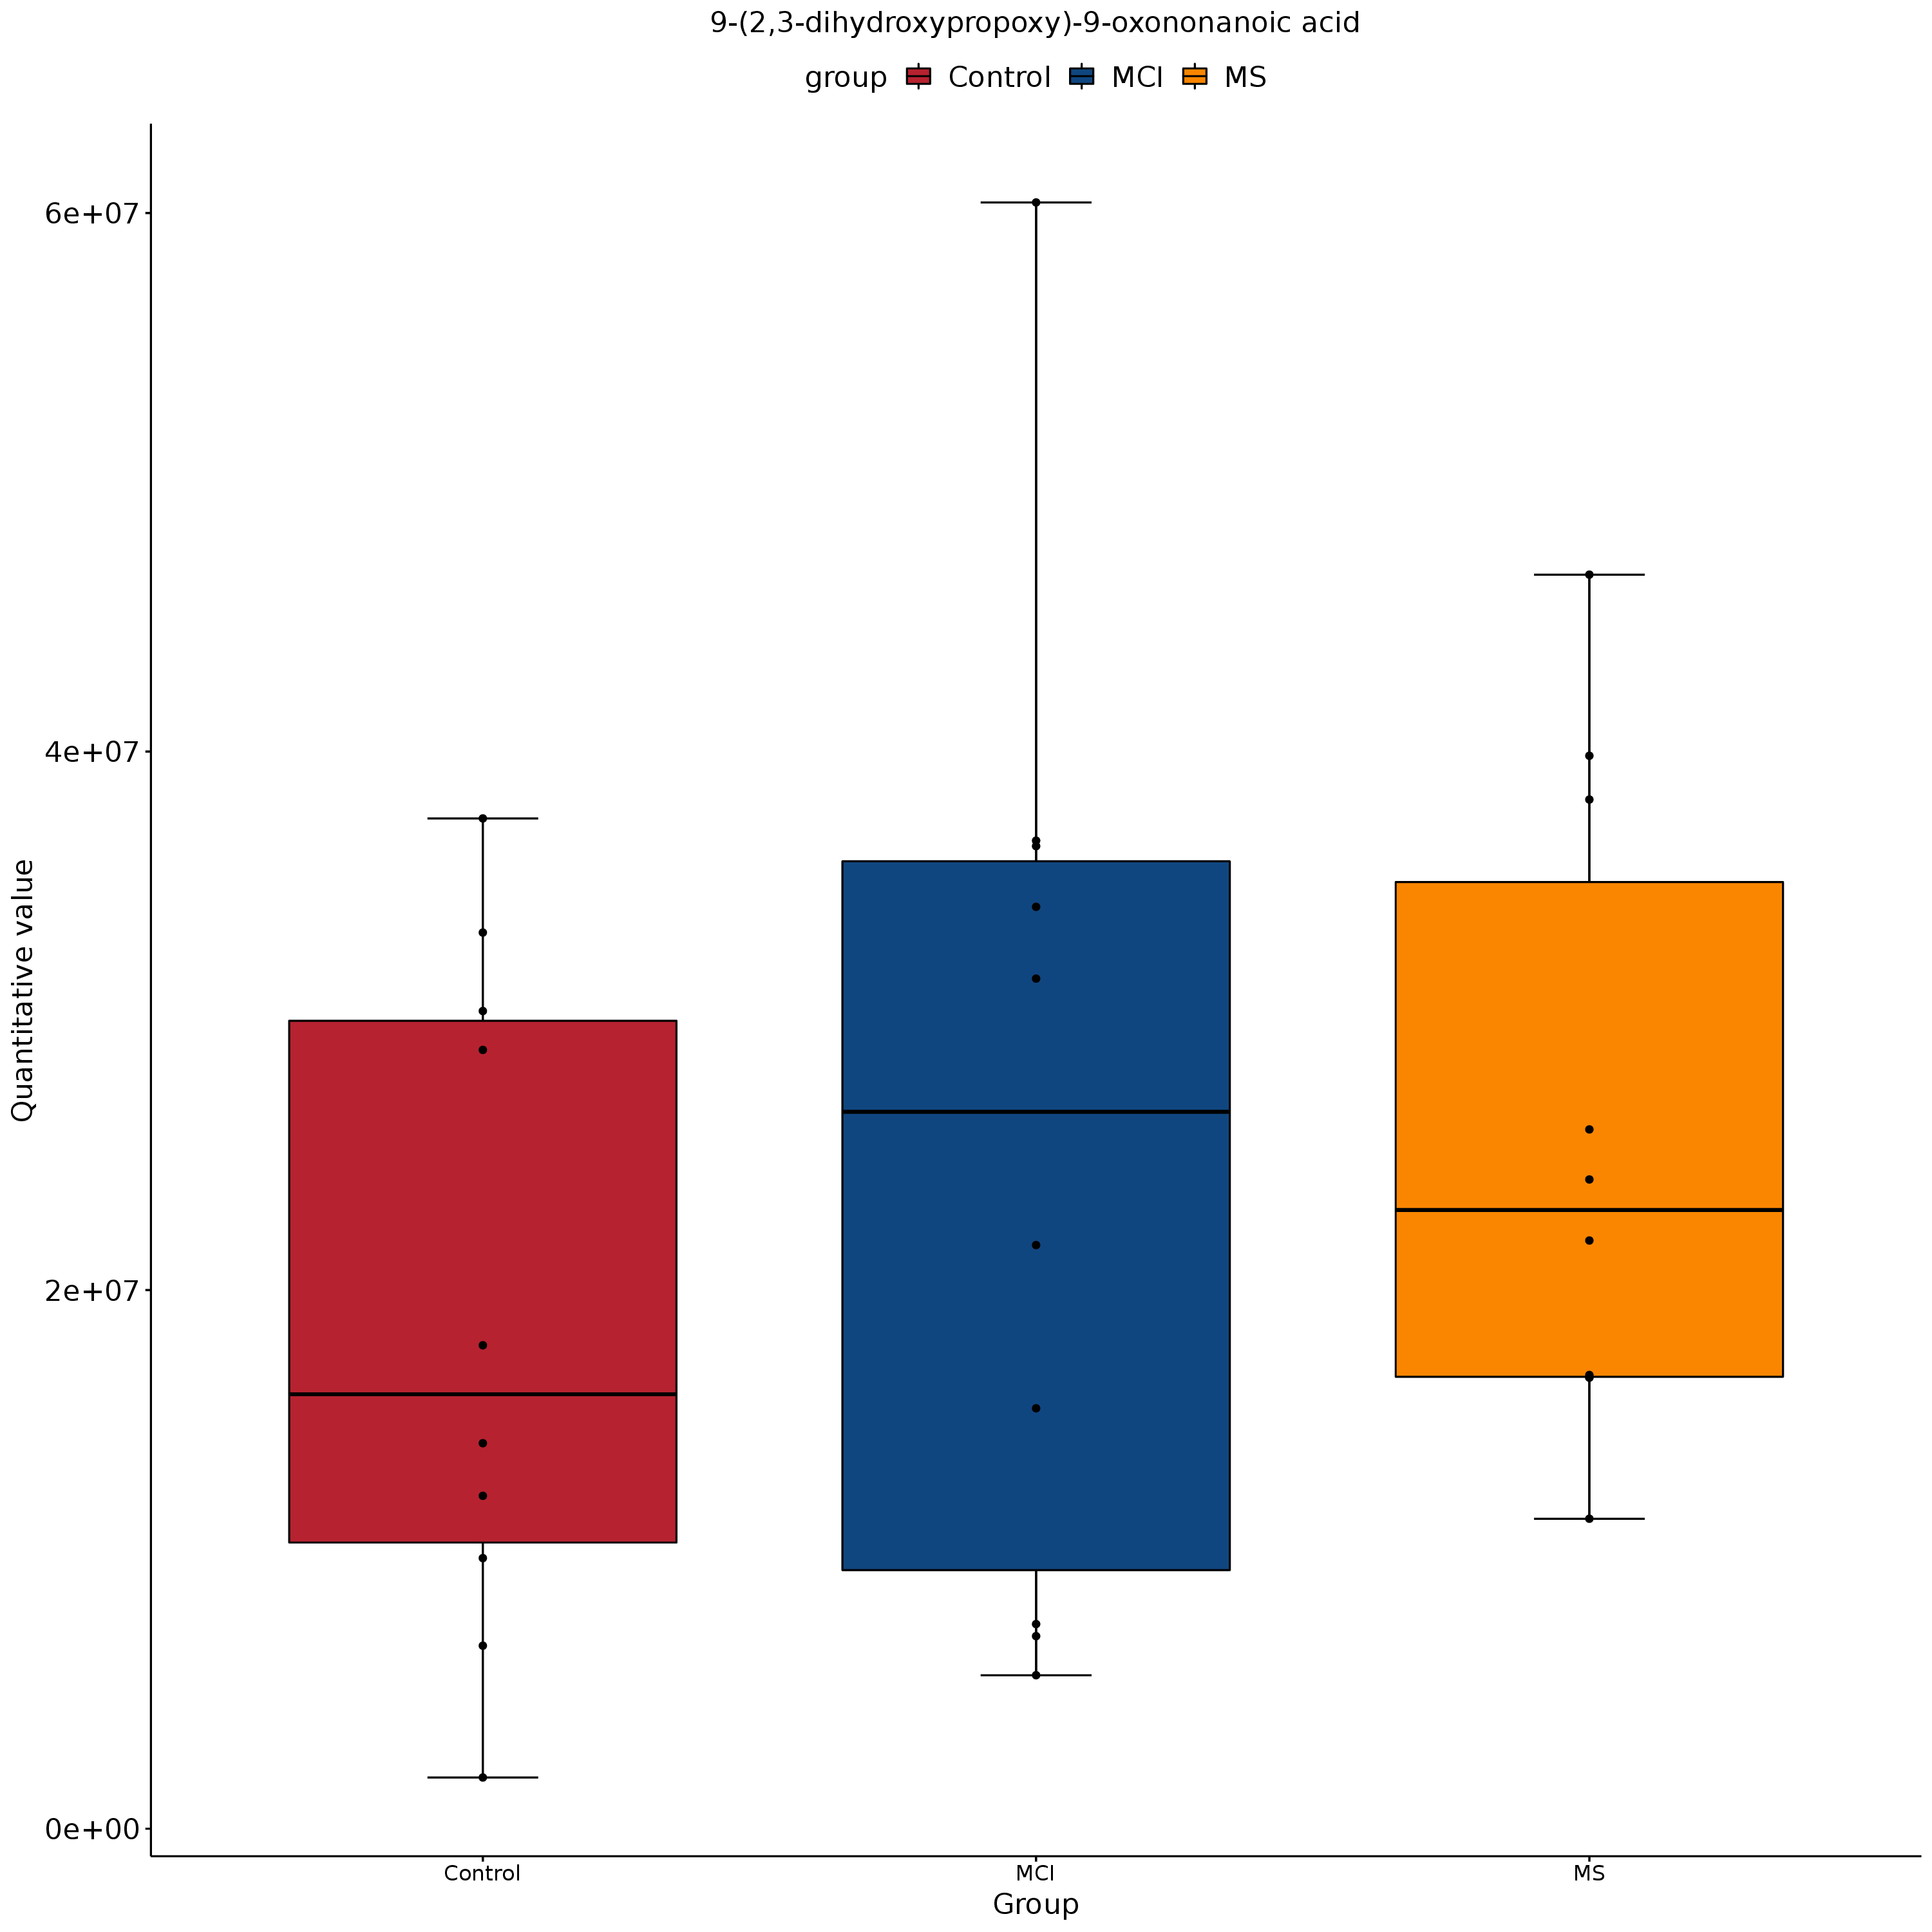 9-(2,3-dihydroxypropoxy)-9-oxononanoic acid
group Control MCI MS
Quantitative value
6e+07
4e+07
2e+07
0e+00
Control MCI MS
Group